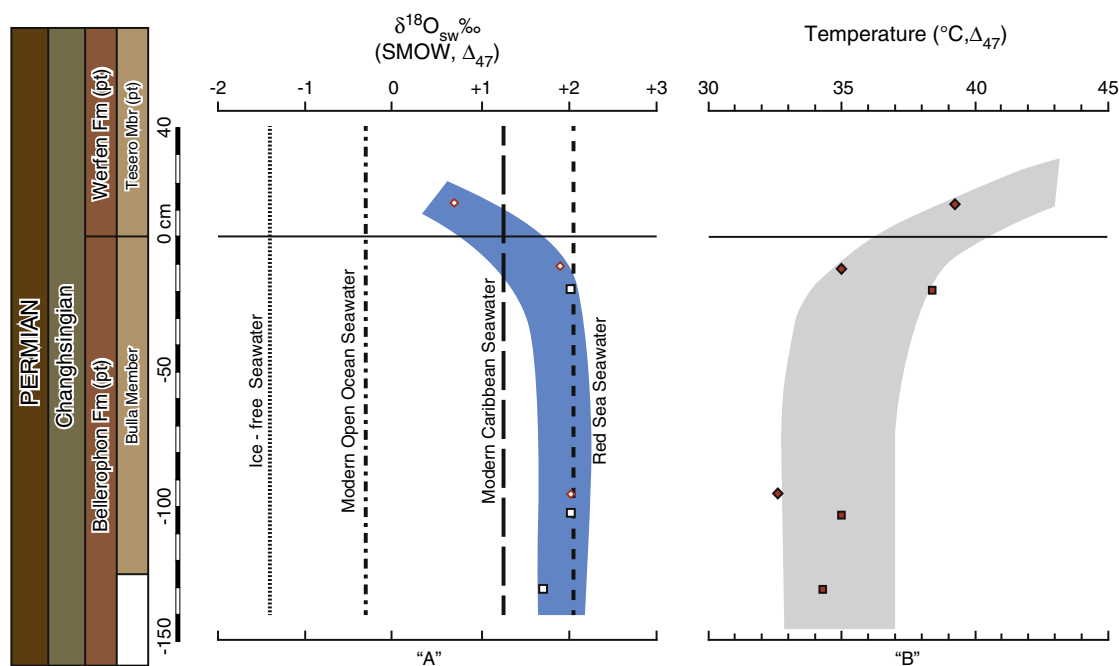 δ18Osw‰
(SMOW, Δ47)
-2 -1 0 +1 +2 +3
Temperature (°C,Δ47)
30 35 40 45
PERMIAN
Changhsingian
Werfen Fm (pt)
Bellerophon Fm (pt)
Tesero Mbr (pt)
Bulla Member
40
0 cm
-50
-100
-150
Ice - free Seawater
Modern Open Ocean Seawater
Modern Caribbean Seawater
Red Sea Seawater
“A”
“B”